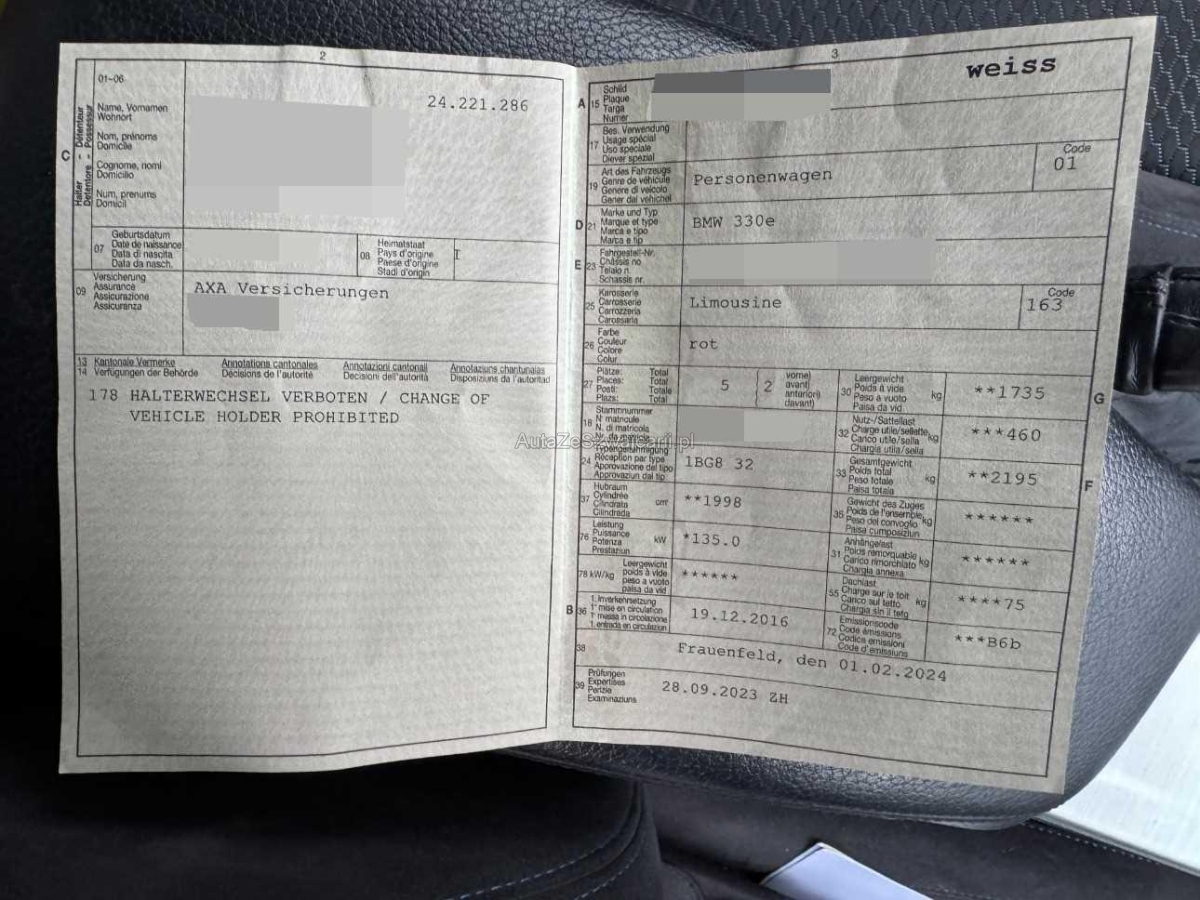 2
01-06
Halter - Détenteur
Detentore - Possessur
C
Name, Vornamen
Wohnort
Nom, prénoms
Domicile
Cognome, nomi
Domicilio
Num, prenums
Domicil
24.221.286
07
Geburtsdatum
Date de naissance
Data di nascita
Data da nasch.
08
Heimatstaat
Pays d'origine
Paese d'origine
Stadi d'origin
09
Versicherung
Assurance
Assicurazione
Assicuranza
AXA Versicherungen
13 Kantonale Vermerke Annotations cantonales Annotazioni cantonali Annotaziuns chantunalas
14 Verfügungen der Behörde Décisions de l'autorité Decisioni dell'autorità Disposiziuns da l'autoritad
178 HALTERWECHSEL VERBOTEN / CHANGE OF
VEHICLE HOLDER PROHIBITED
3
weiss
A 15
Schild
Plaque
Targa
Numer
17
Bes. Verwendung
Usage spécial
Uso speciale
Diever spezial
19
Art des Fahrzeugs
Genre de véhicule
Genere di veicolo
Gener dal vehichel
Personenwagen
Code
01
D 21
Marke und Typ
Marque et type
Marca e tipo
Marca e tip
BMW 330e
E 23
Fahrgestell-Nr.
Châssis no
Telaio n.
Schassis nr.
25
Karosserie
Carrosserie
Carrozzeria
Carossaria
Limousine
Code
163
26
Farbe
Couleur
Colore
Colur
rot
27
Plätze: Total
Places: Total
Posti: Totale
Plazs: Total
5
2
vorne)
avant)
anteriori)
davant)
30
Leergewicht
Poids à vide
Peso a vuoto
Paisa da vid
kg
**1735
G
18
Stammnummer
N° matricule
N. di matricola
Nr. da matricla
32
Nutz-/Sattellast
Charge utile/sellette
Carico utile/sella
Chargia utila/sella
kg
***460
24
Typengenehmigung
Réception par type
Approvazione del tipo
Approvaziun dal tip
1BG8 32
33
Gesamtgewicht
Poids total
Peso totale
Paisa totala
kg
**2195
F
37
Hubraum
Cylindrée
Cilindrata
Cilindrada
cm³
**1998
35
Gewicht des Zuges
Poids de l'ensemble
Peso del convoglio
Paisa cumposiziun
kg
******
76
Leistung
Puissance
Potenza
Prestaziun
kW
*135.0
31
Anhängelast
Poids remorquable
Carico rimorchiato
Chargia annexa
kg
******
78 kW/kg
Leergewicht
poids à vide
peso a vuoto
paisa da vid
******
55
Dachlast
Charge sur le toit
Carico sul tetto
Chargia sin il tetg
kg
****75
B 36
1. Inverkehrsetzung
1re mise en circulation
1a messa in circolazione
1. entrada en circulaziun
19.12.2016
72
Emissionscode
Code émissions
Codice emissioni
Code d'emissiuns
***B6b
38
Frauenfeld, den 01.02.2024
39
Prüfungen
Expertises
Perizie
Examinaziuns
28.09.2023 ZH